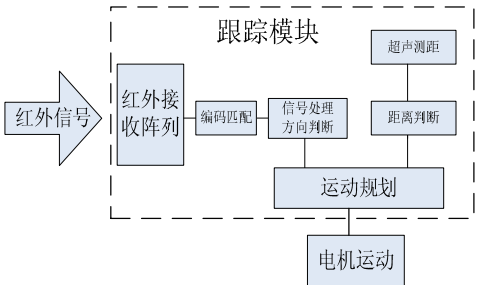 跟踪模块
超声测距
红外信号
红外接
收阵列
编码匹配
信号处理
方向判断
距离判断
运动规划
电机运动